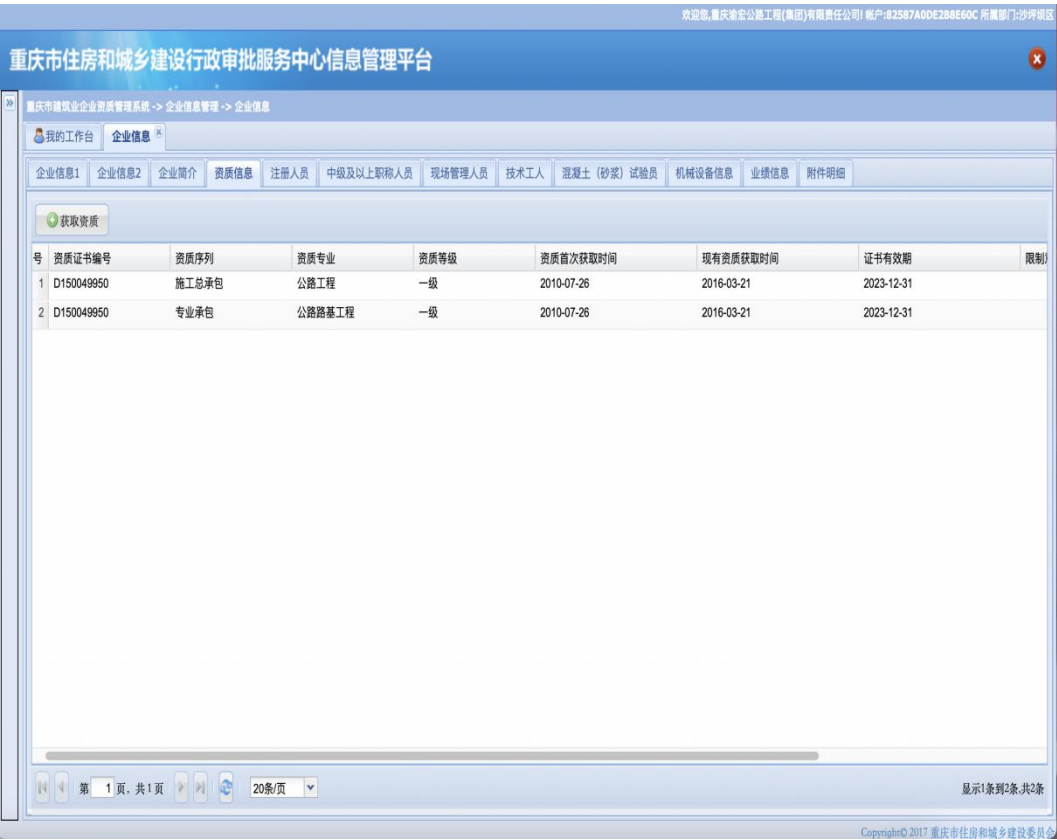 欢迎您,重庆渝宏公路工程(集团)有限责任公司! 帐户:82587A0DE2B8E60C 所属部门:沙坪坝区
重庆市住房和城乡建设行政审批服务中心信息管理平台
重庆市建筑业企业资质管理系统 -> 企业信息管理 -> 企业信息
我的工作台 企业信息
企业信息1 企业信息2 企业简介 资质信息 注册人员 中级及以上职称人员 现场管理人员 技术工人 混凝土（砂浆）试验员 机械设备信息 业绩信息 附件明细
获取资质
号 资质证书编号 资质序列 资质专业 资质等级 资质首次获取时间 现有资质获取时间 证书有效期 限制
1 D150049950 施工总承包 公路工程 一级 2010-07-26 2016-03-21 2023-12-31
2 D150049950 专业承包 公路路基工程 一级 2010-07-26 2016-03-21 2023-12-31
第 1 页, 共1页 20条/页 显示1条到2条,共2条
Copyright© 2017 重庆市住房和城乡建设委员会